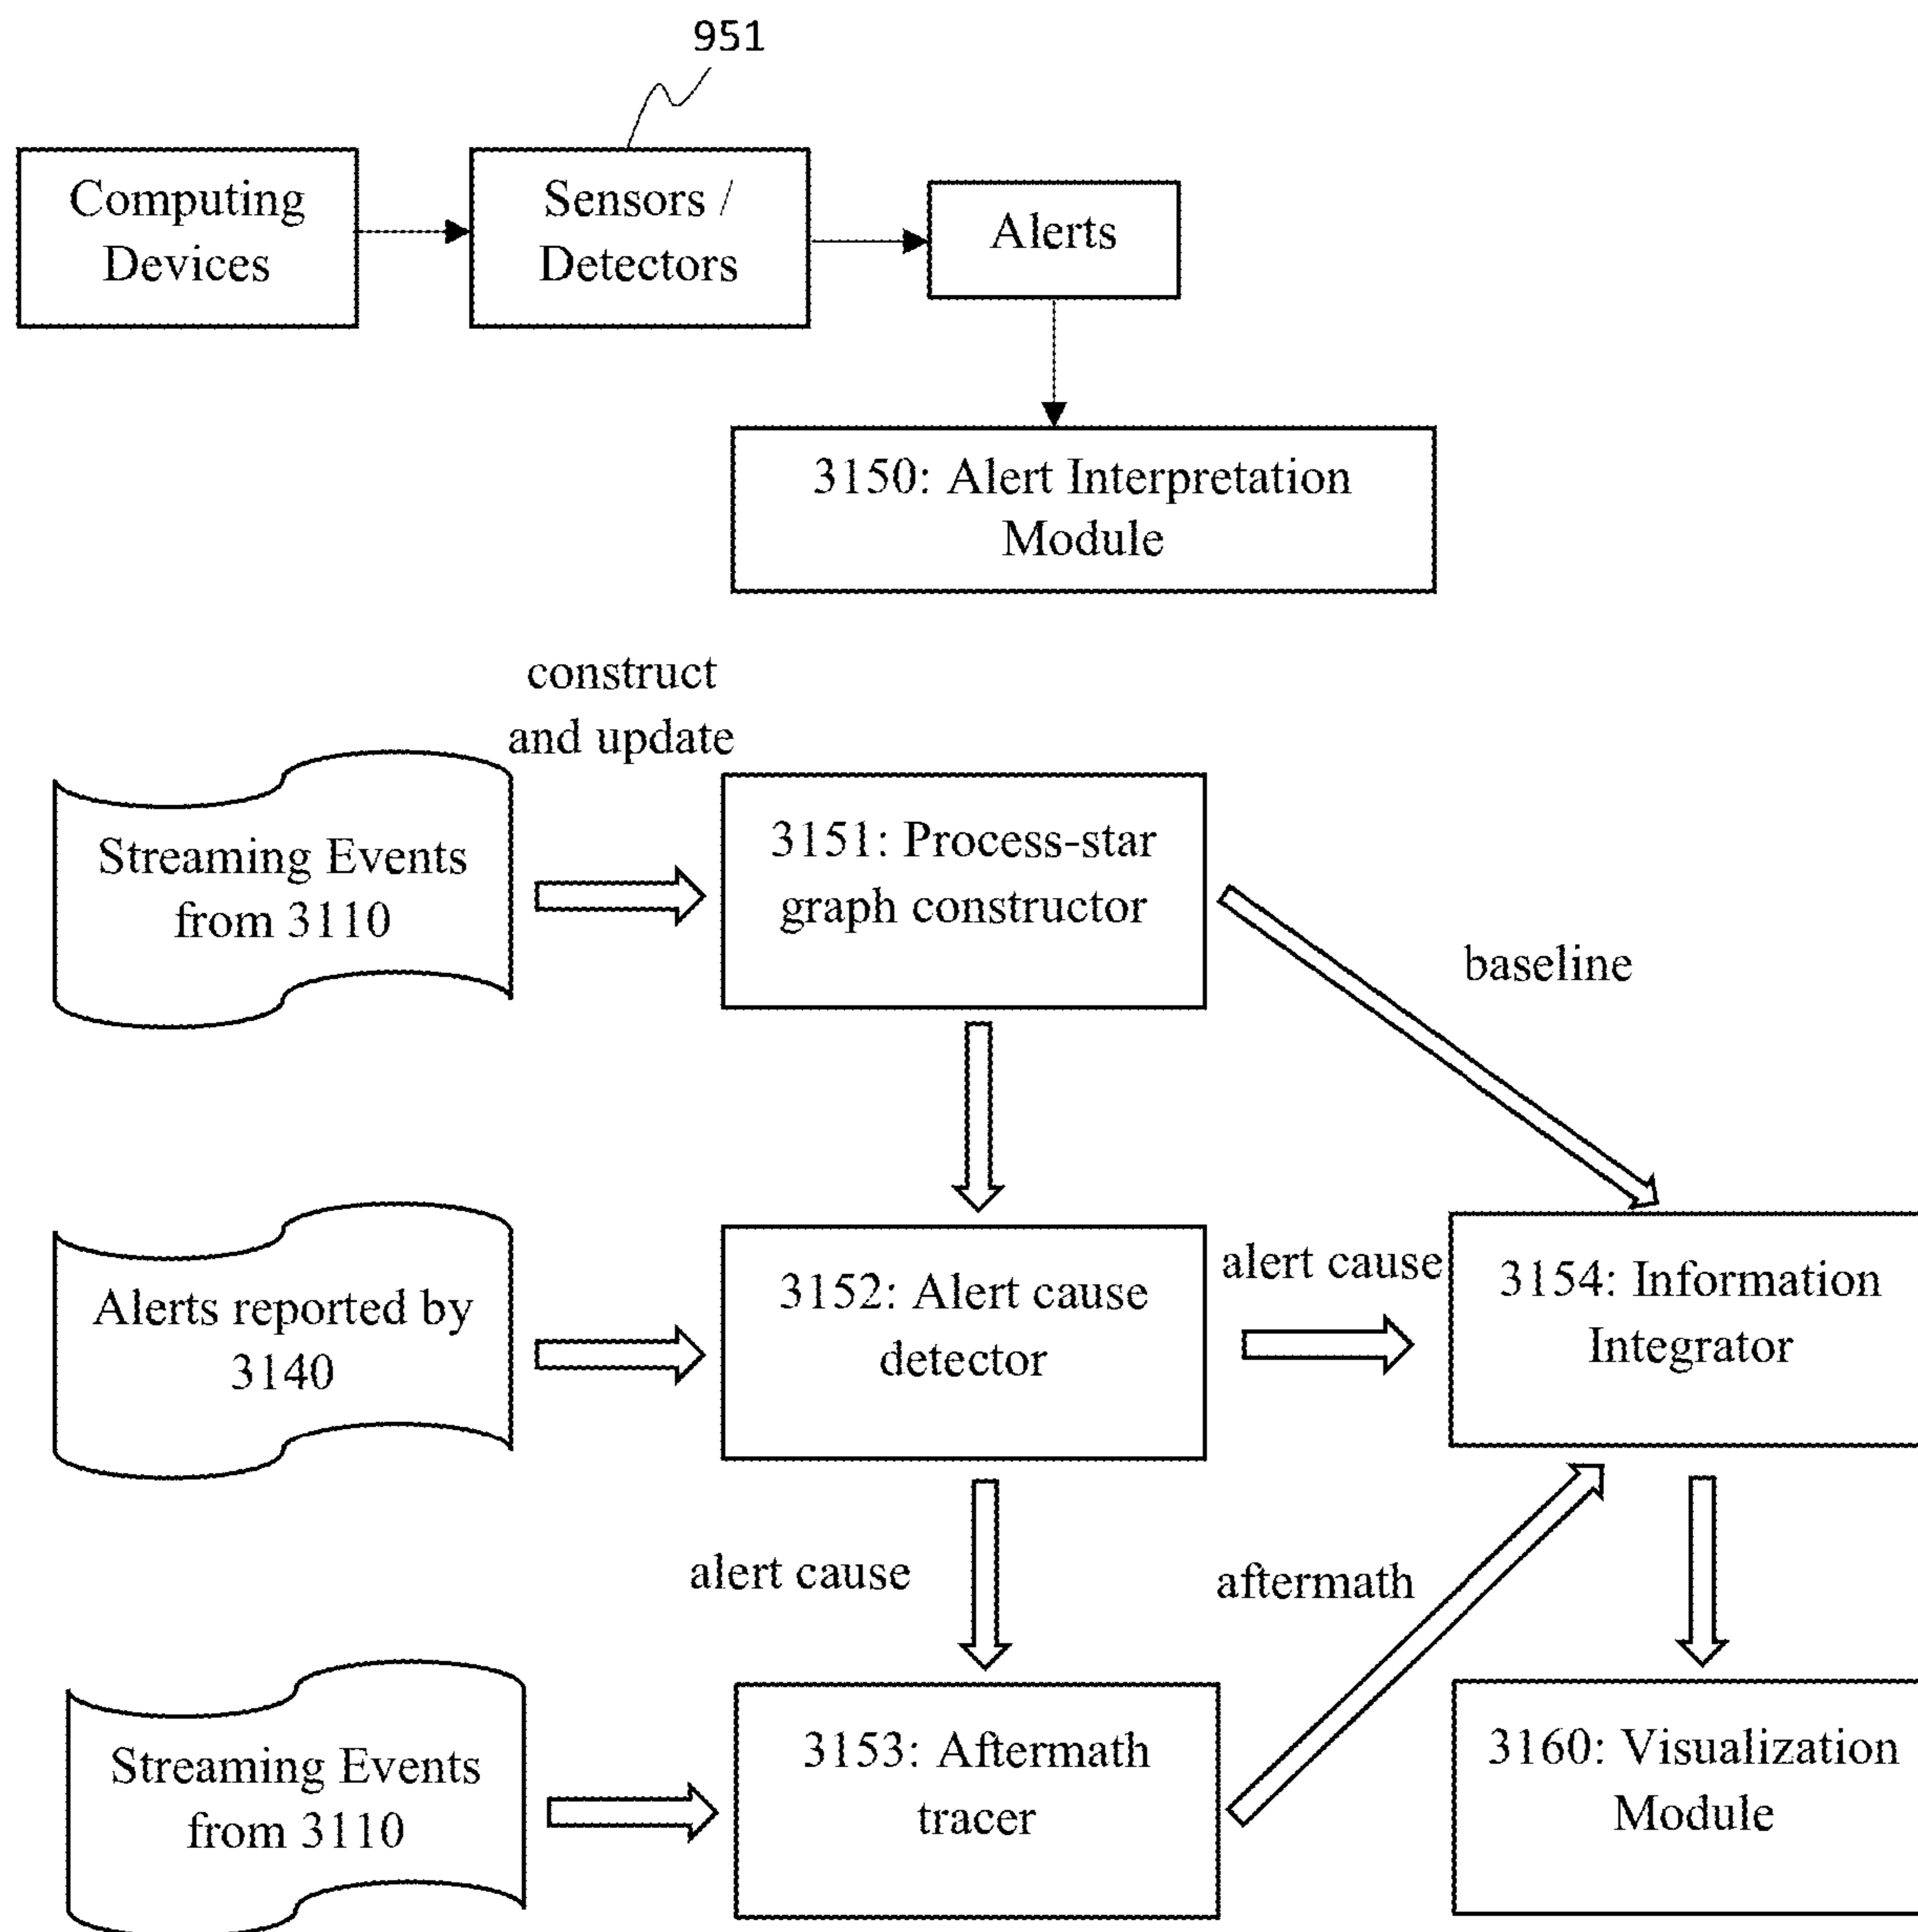 951
Computing
Devices
Sensors /
Detectors
Alerts
3150: Alert Interpretation
Module
construct
and update
Streaming Events
from 3110
3151: Process-star
graph constructor
baseline
Alerts reported by
3140
3152: Alert cause
detector
alert cause
3154: Information
Integrator
alert cause
aftermath
Streaming Events
from 3110
3153: Aftermath
tracer
3160: Visualization
Module